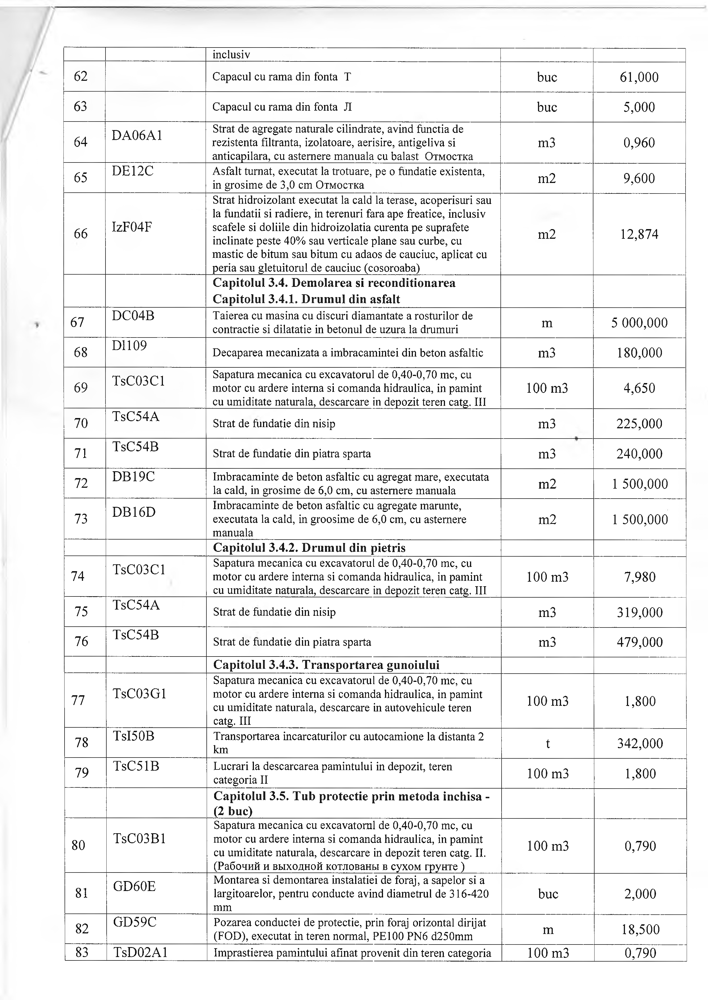 inclusiv
62 Capacul cu rama din fonta T buc 61,000
63 Capacul cu rama din fonta Л buc 5,000
64 DA06A1 Strat de agregate naturale cilindrate, avind functia de
rezistenta filtranta, izolatoare, aerisire, antigeliva si m3 0,960
anticapilara, cu asternere manuala cu balast Отмостка
65 DE12C Asfalt turnat, executat la trotuare, pe o fundatie existenta, m2 9,600
in grosime de 3,0 cm Отмостка
66 IzF04F Strat hidroizolant executat la cald la terase, acoperisuri sau
la fundatii si radiere, in terenuri fara ape freatice, inclusiv
scafele si doliile din hidroizolatia curenta pe suprafete m2 12,874
inclinate peste 40% sau verticale plane sau curbe, cu
mastic de bitum sau bitum cu adaos de cauciuc, aplicat cu
peria sau gletuitorul de cauciuc (cosoroaba)
Capitolul 3.4. Demolarea si reconditionarea
Capitolul 3.4.1. Drumul din asfalt
67 DC04B Taierea cu masina cu discuri diamantate a rosturilor de m 5 000,000
contractie si dilatatie in betonul de uzura la drumuri
68 DI109 Decaparea mecanizata a imbracamintei din beton asfaltic m3 180,000
69 TsC03C1 Sapatura mecanica cu excavatorul de 0,40-0,70 mc, cu
motor cu ardere interna si comanda hidraulica, in pamint 100 m3 4,650
cu umiditate naturala, descarcare in depozit teren catg. III
70 TsC54A Strat de fundatie din nisip m3 225,000
71 TsC54B Strat de fundatie din piatra sparta m3 240,000
72 DB19C Imbracaminte de beton asfaltic cu agregat mare, executata m2 1 500,000
la cald, in grosime de 6,0 cm, cu asternere manuala
73 DB16D Imbracaminte de beton asfaltic cu agregate marunte,
executata la cald, in groosime de 6,0 cm, cu asternere m2 1 500,000
manuala
Capitolul 3.4.2. Drumul din pietris
74 TsC03C1 Sapatura mecanica cu excavatorul de 0,40-0,70 mc, cu
motor cu ardere interna si comanda hidraulica, in pamint 100 m3 7,980
cu umiditate naturala, descarcare in depozit teren catg. III
75 TsC54A Strat de fundatie din nisip m3 319,000
76 TsC54B Strat de fundatie din piatra sparta m3 479,000
Capitolul 3.4.3. Transportarea gunoiului
77 TsC03G1 Sapatura mecanica cu excavatorul de 0,40-0,70 mc, cu
motor cu ardere interna si comanda hidraulica, in pamint 100 m3 1,800
cu umiditate naturala, descarcare in autovehicule teren
catg. III
78 TsI50B Transportarea incarcaturilor cu autocamione la distanta 2 t 342,000
km
79 TsC51B Lucrari la descarcarea pamintului in depozit, teren 100 m3 1,800
categoria II
Capitolul 3.5. Tub protectie prin metoda inchisa -
(2 buc)
80 TsC03B1 Sapatura mecanica cu excavatorul de 0,40-0,70 mc, cu
motor cu ardere interna si comanda hidraulica, in pamint 100 m3 0,790
cu umiditate naturala, descarcare in depozit teren catg. II.
(Рабочий и выходной котлованы в сухом грунте )
81 GD60E Montarea si demontarea instalatiei de foraj, a sapelor si a
largitoarelor, pentru conducte avind diametrul de 316-420 buc 2,000
mm
82 GD59C Pozarea conductei de protectie, prin foraj orizontal dirijat m 18,500
(FOD), executat in teren normal, PE100 PN6 d250mm
83 TsD02A1 Imprastierea pamintului afinat provenit din teren categoria 100 m3 0,790